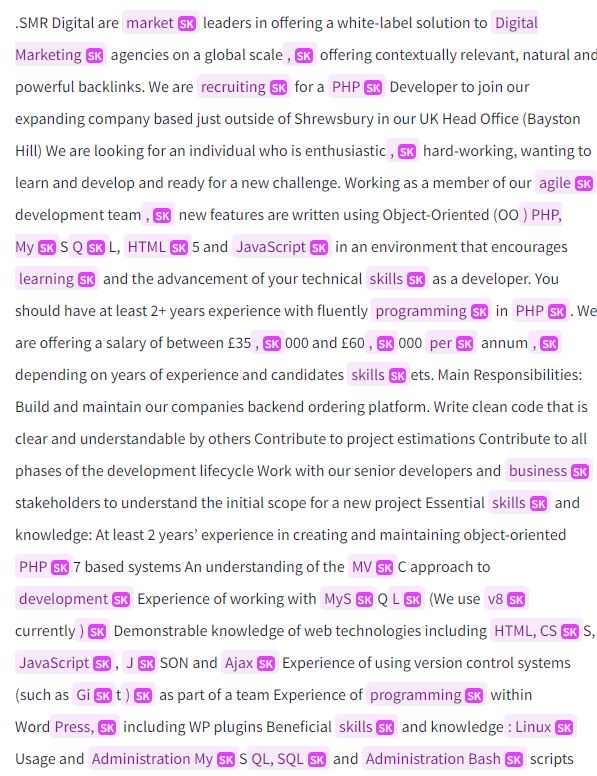 .SMR Digital are market SK leaders in offering a white-label solution to Digital
Marketing SK agencies on a global scale , SK offering contextually relevant, natural and
powerful backlinks. We are recruiting SK for a PHP SK Developer to join our
expanding company based just outside of Shrewsbury in our UK Head Office (Bayston
Hill) We are looking for an individual who is enthusiastic , SK hard-working, wanting to
learn and develop and ready for a new challenge. Working as a member of our agile SK
development team , SK new features are written using Object-Oriented (OO ) PHP,
My SK S Q SK L, HTML SK 5 and JavaScript SK in an environment that encourages
learning SK and the advancement of your technical skills SK as a developer. You
should have at least 2+ years experience with fluently programming SK in PHP SK . We
are offering a salary of between £35 , SK 000 and £60 , SK 000 per SK annum , SK
depending on years of experience and candidates skills SK ets. Main Responsibilities:
Build and maintain our companies backend ordering platform. Write clean code that is
clear and understandable by others Contribute to project estimations Contribute to all
phases of the development lifecycle Work with our senior developers and business SK
stakeholders to understand the initial scope for a new project Essential skills SK and
knowledge: At least 2 years’ experience in creating and maintaining object-oriented
PHP SK 7 based systems An understanding of the MV SK C approach to
development SK Experience of working with MyS SK Q L SK (We use v8 SK
currently ) SK Demonstrable knowledge of web technologies including HTML, CS SK S,
JavaScript SK , J SK SON and Ajax SK Experience of using version control systems
(such as Gi SK t ) SK as part of a team Experience of programming SK within
Word Press, SK including WP plugins Beneficial skills SK and knowledge : Linux SK
Usage and Administration My SK S QL, SQL SK and Administration Bash SK scripts